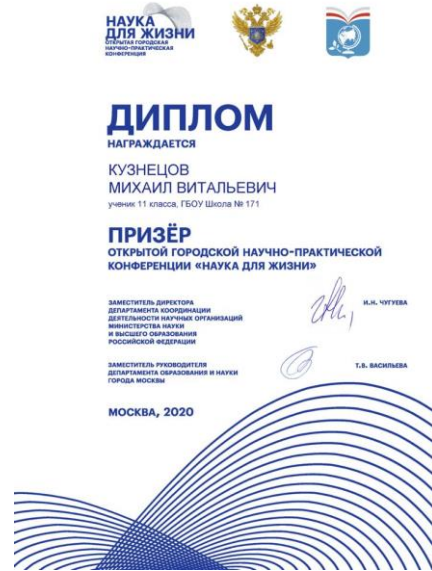 НАУКА
ДЛЯ ЖИЗНИ
ОТКРЫТАЯ ГОРОДСКАЯ
НАУЧНО-ПРАКТИЧЕСКАЯ
КОНФЕРЕНЦИЯ
ДИПЛОМ
НАГРАЖДАЕТСЯ
КУЗНЕЦОВ
МИХАИЛ ВИТАЛЬЕВИЧ
ученик 11 класса, ГБОУ Школа № 171
ПРИЗЁР
ОТКРЫТОЙ ГОРОДСКОЙ НАУЧНО-ПРАКТИЧЕСКОЙ
КОНФЕРЕНЦИИ «НАУКА ДЛЯ ЖИЗНИ»
ЗАМЕСТИТЕЛЬ ДИРЕКТОРА
ДЕПАРТАМЕНТА КООРДИНАЦИИ
ДЕЯТЕЛЬНОСТИ НАУЧНЫХ ОРГАНИЗАЦИЙ
МИНИСТЕРСТВА НАУКИ
И ВЫСШЕГО ОБРАЗОВАНИЯ
РОССИЙСКОЙ ФЕДЕРАЦИИ
И.Н. ЧУГУЕВА
ЗАМЕСТИТЕЛЬ РУКОВОДИТЕЛЯ
ДЕПАРТАМЕНТА ОБРАЗОВАНИЯ И НАУКИ
ГОРОДА МОСКВЫ
Т.В. ВАСИЛЬЕВА
МОСКВА, 2020